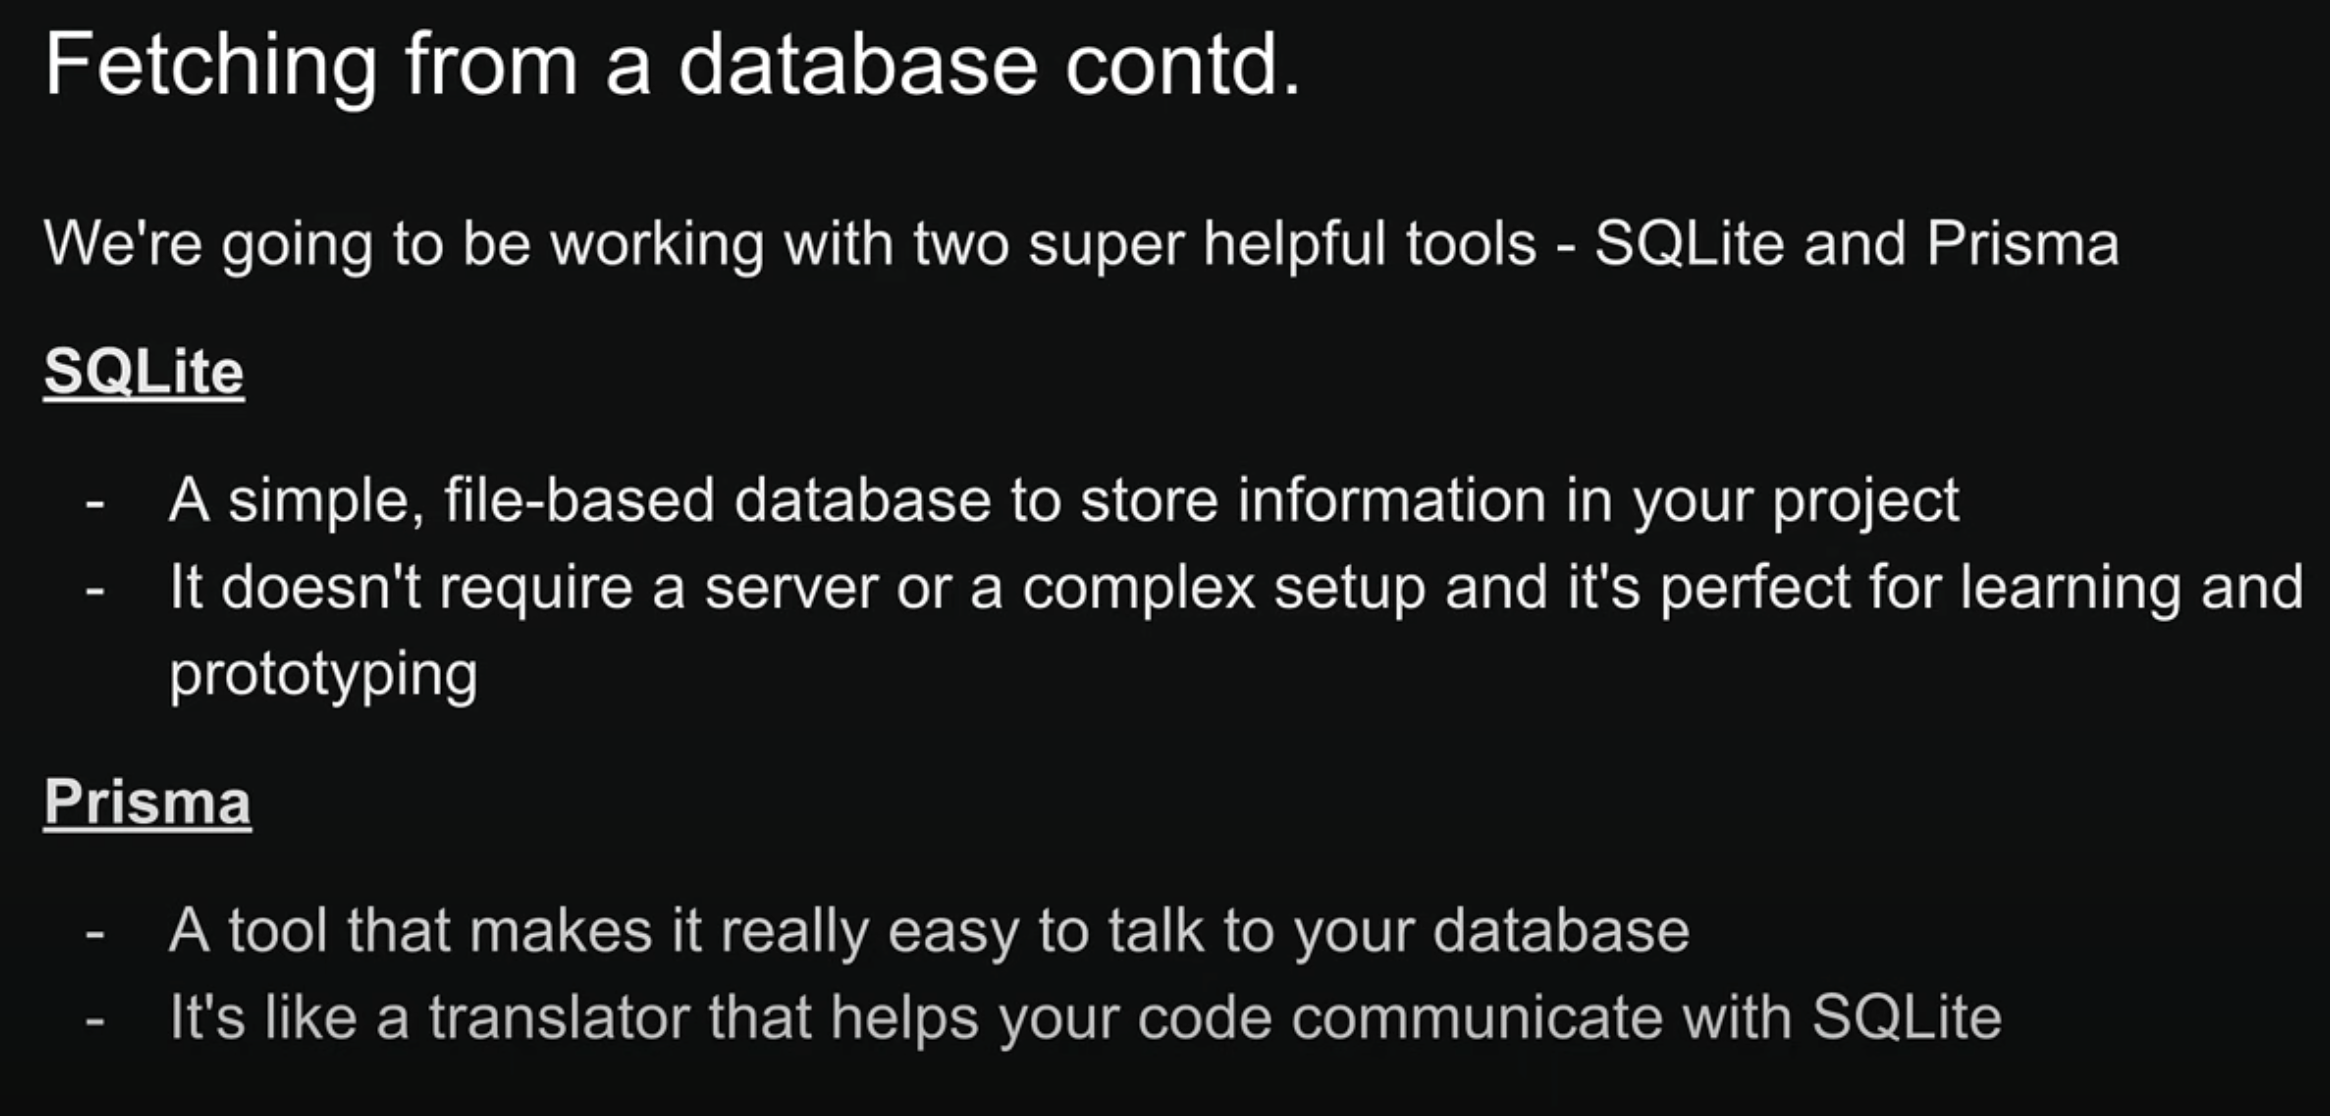 Fetching from a database contd.
We're going to be working with two super helpful tools - SQLite and Prisma
SQLite
- A simple, file-based database to store information in your project
- It doesn't require a server or a complex setup and it's perfect for learning and
prototyping
Prisma
- A tool that makes it really easy to talk to your database
- It's like a translator that helps your code communicate with SQLite